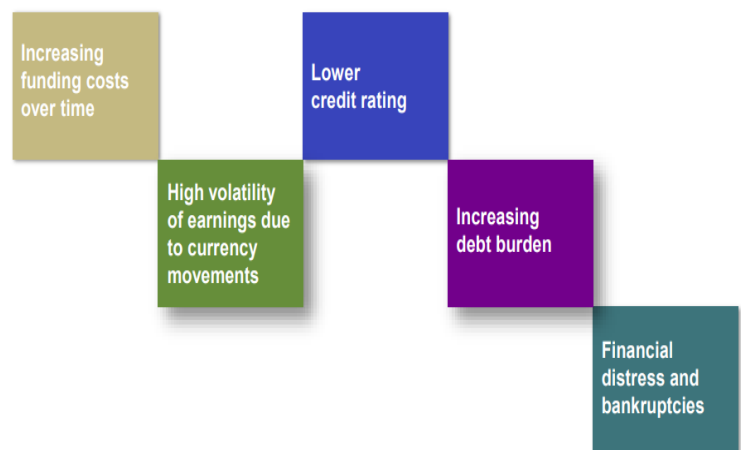 Increasing
funding costs
over time
High volatility
of earnings due
to currency
movements
Lower
credit rating
Increasing
debt burden
Financial
distress and
bankruptcies